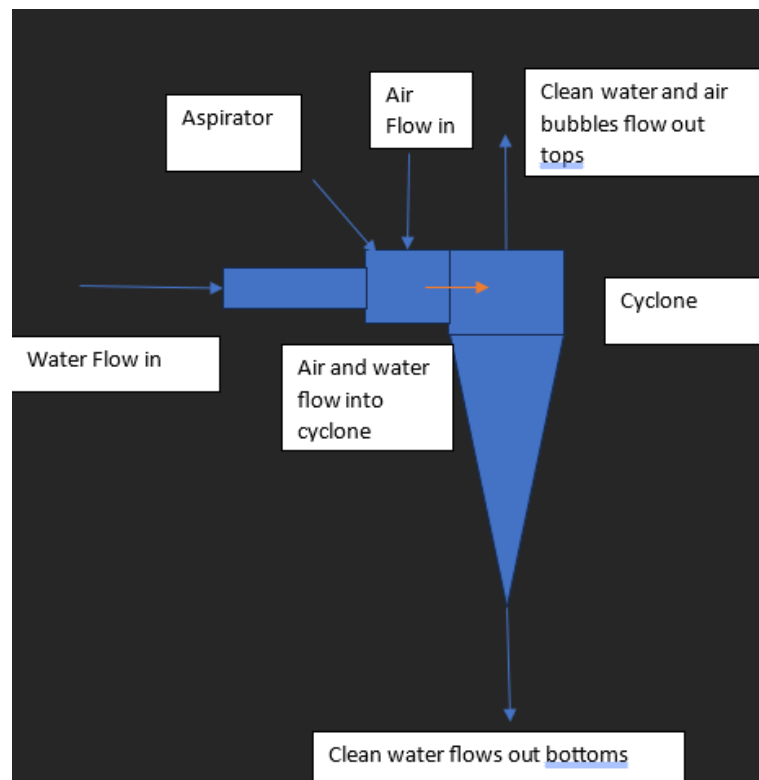 Aspirator
Air
Flow in
Clean water and air
bubbles flow out
tops
Cyclone
Water Flow in
Air and water
flow into
cyclone
Clean water flows out bottoms